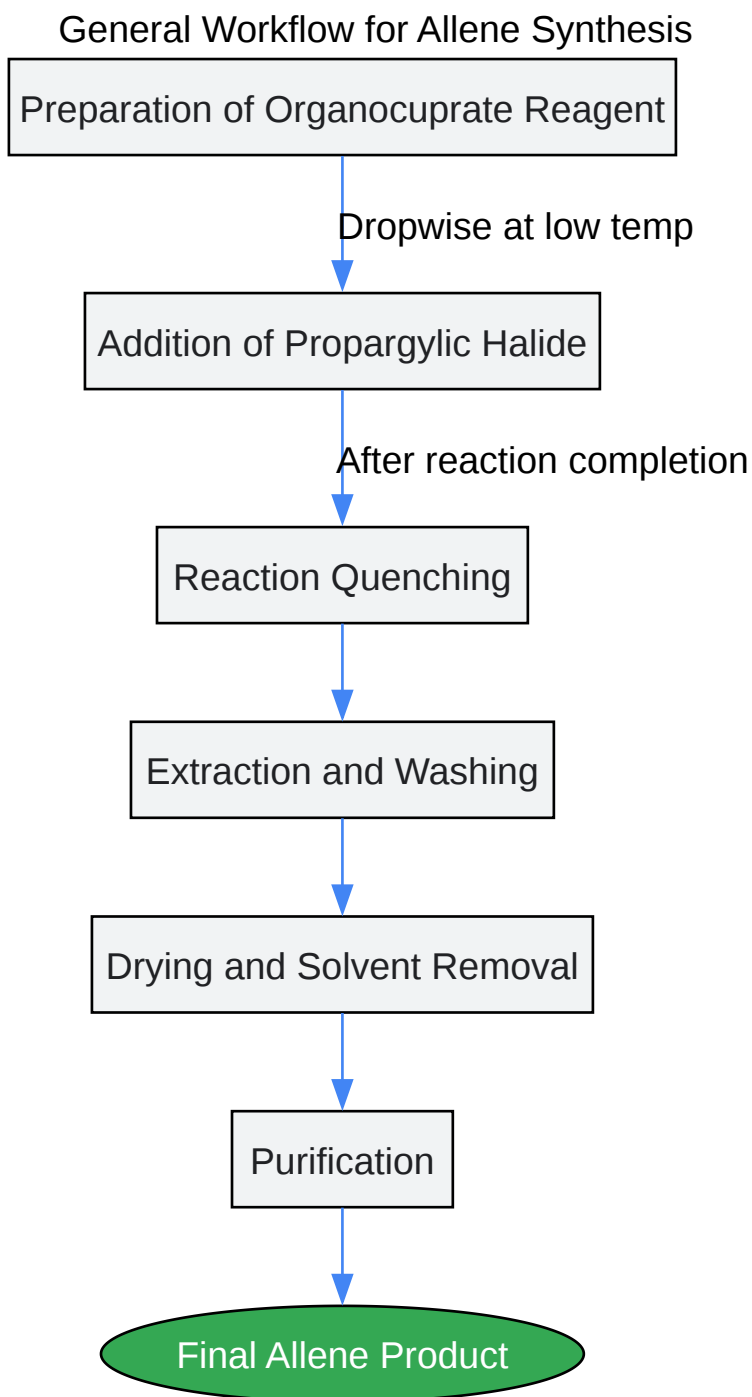 General Workflow for Allene Synthesis
Preparation of Organocuprate Reagent
Dropwise at low temp
Addition of Propargylic Halide
After reaction completion
Reaction Quenching
Extraction and Washing
Drying and Solvent Removal
Purification
Final Allene Product